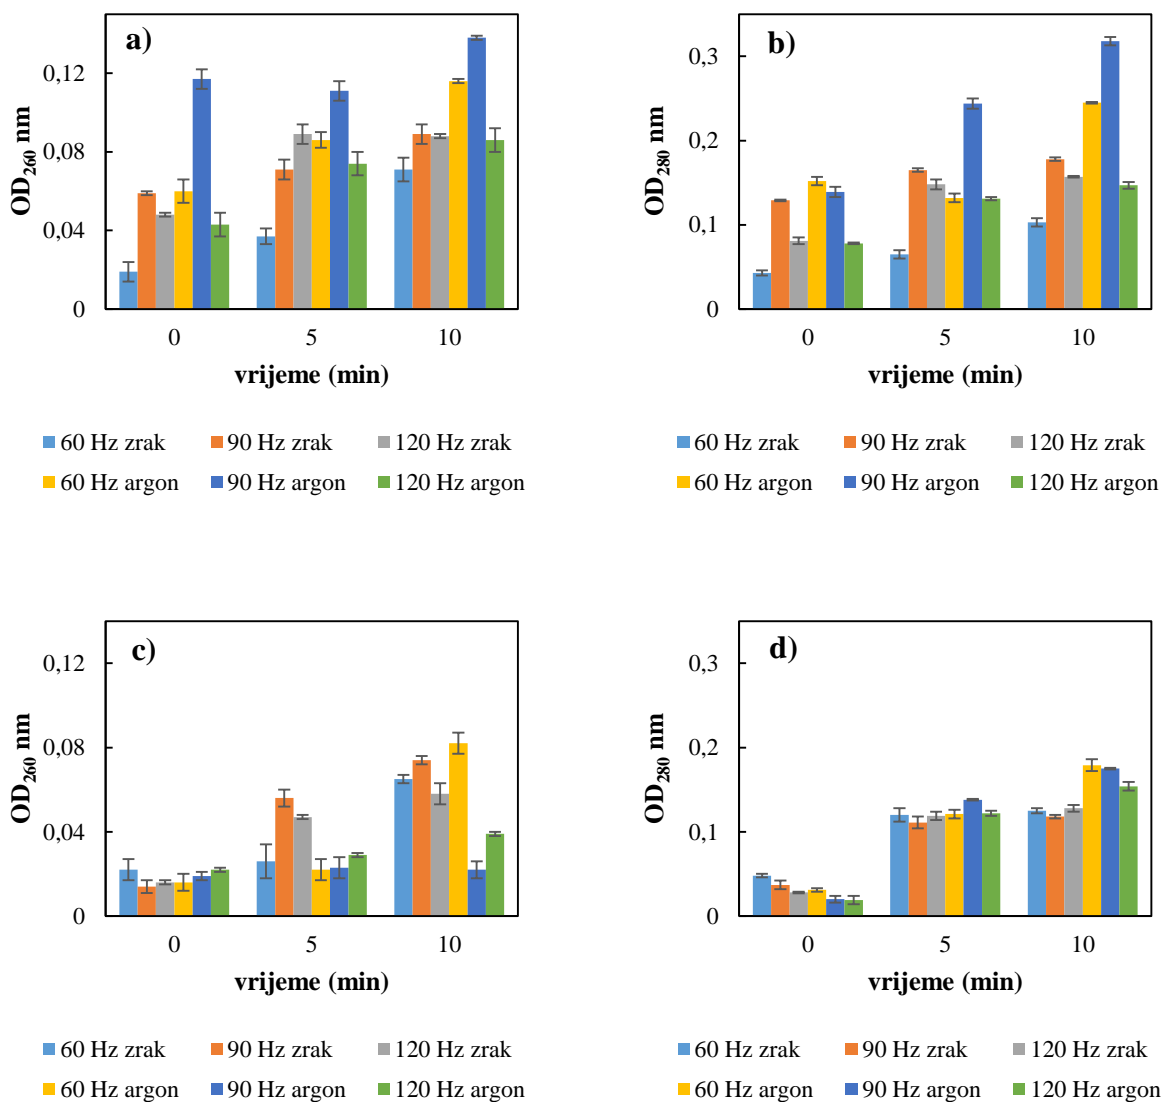 a)
OD260 nm
0,12
0,08
0,04
0
0 5 10
vrijeme (min)
60 Hz zrak 90 Hz zrak 120 Hz zrak
60 Hz argon 90 Hz argon 120 Hz argon
b)
OD280 nm
0,3
0,2
0,1
0
0 5 10
vrijeme (min)
60 Hz zrak 90 Hz zrak 120 Hz zrak
60 Hz argon 90 Hz argon 120 Hz argon
c)
OD260 nm
0,12
0,08
0,04
0
0 5 10
vrijeme (min)
60 Hz zrak 90 Hz zrak 120 Hz zrak
60 Hz argon 90 Hz argon 120 Hz argon
d)
OD280 nm
0,3
0,2
0,1
0
0 5 10
vrijeme (min)
60 Hz zrak 90 Hz zrak 120 Hz zrak
60 Hz argon 90 Hz argon 120 Hz argon